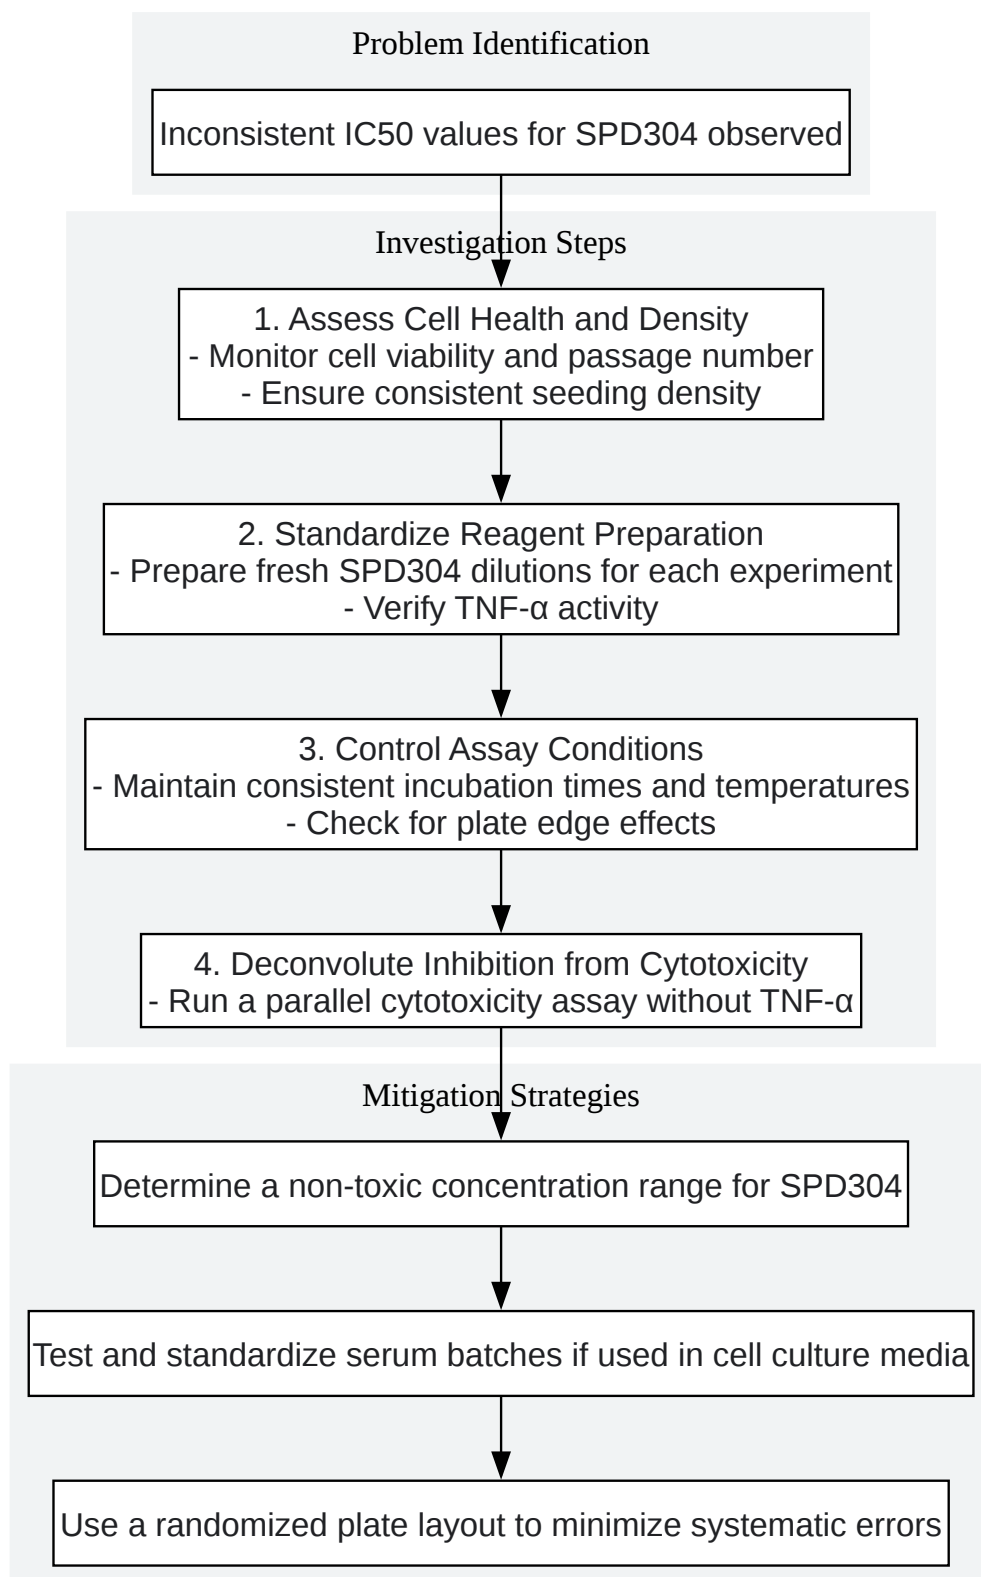 Problem Identification
Inconsistent IC50 values for SPD304 observed
Investigation Steps
1. Assess Cell Health and Density
- Monitor cell viability and passage number
- Ensure consistent seeding density
2. Standardize Reagent Preparation
- Prepare fresh SPD304 dilutions for each experiment
- Verify TNF-α activity
3. Control Assay Conditions
- Maintain consistent incubation times and temperatures
- Check for plate edge effects
4. Deconvolute Inhibition from Cytotoxicity
- Run a parallel cytotoxicity assay without TNF-α
Mitigation Strategies
Determine a non-toxic concentration range for SPD304
Test and standardize serum batches if used in cell culture media
Use a randomized plate layout to minimize systematic errors